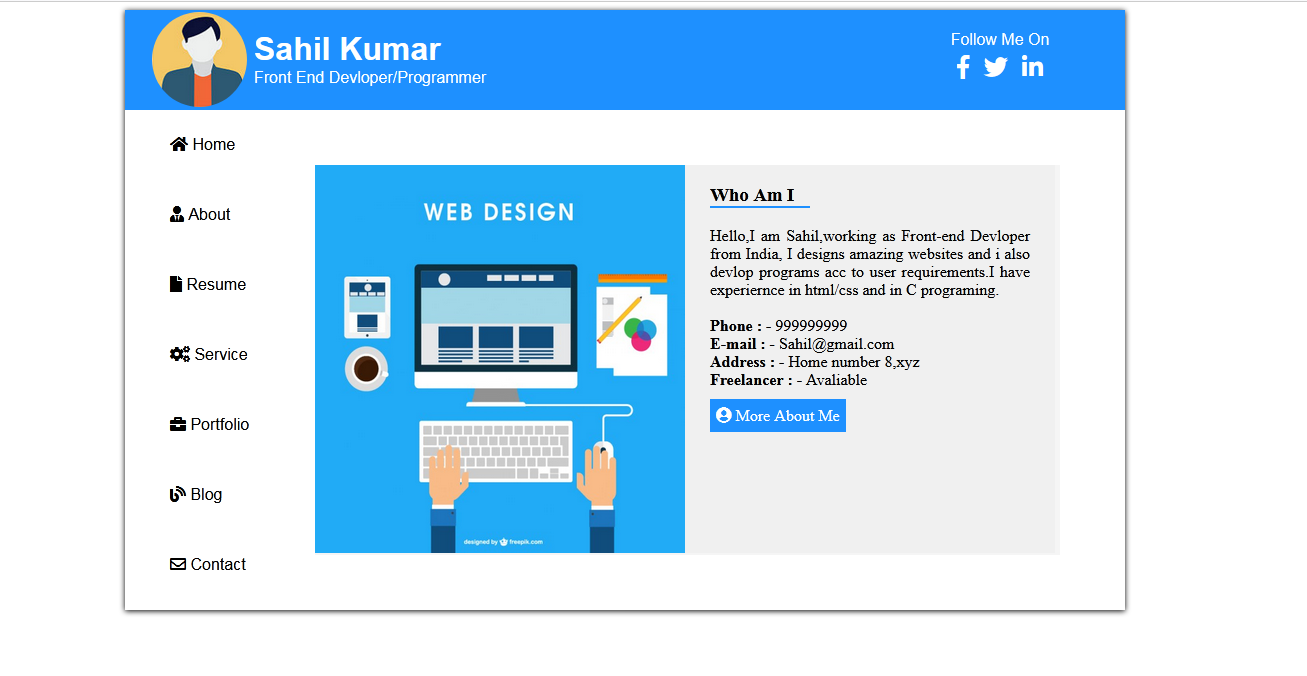 Sahil Kumar
Front End Devloper/Programmer
Follow Me On
Home
About
Resume
Service
Portfolio
Blog
Contact
WEB DESIGN
designed by freepik.com
Who Am I
Hello,I am Sahil,working as Front-end Devloper
from India, I designs amazing websites and i also
devlop programs acc to user requirements.I have
experiernce in html/css and in C programing.
Phone : - 999999999
E-mail : - Sahil@gmail.com
Address : - Home number 8,xyz
Freelancer : - Avaliable
More About Me